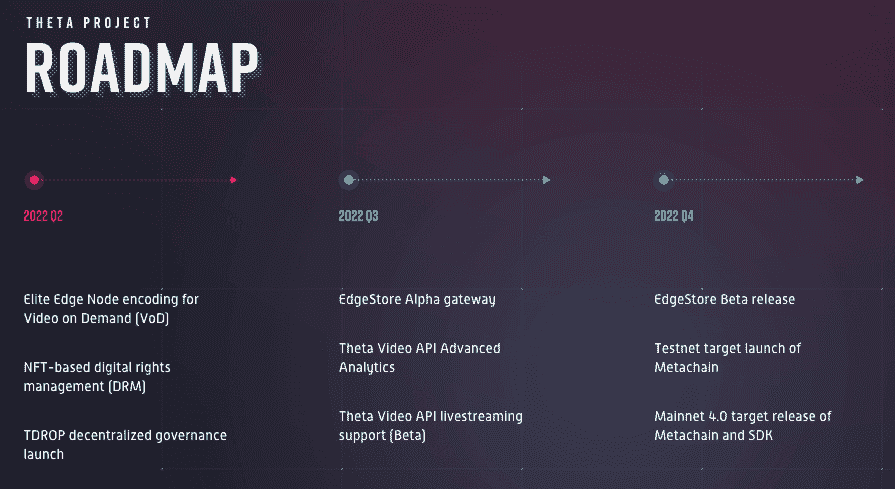 THETA PROJECT
ROADMAP
2022 Q2
Elite Edge Node encoding for
Video on Demand (VoD)
NFT-based digital rights
management (DRM)
TDROP decentralized governance
launch
2022 Q3
EdgeStore Alpha gateway
Theta Video API Advanced
Analytics
Theta Video API livestreaming
support (Beta)
2022 Q4
EdgeStore Beta release
Testnet target launch of
Metachain
Mainnet 4.0 target release of
Metachain and SDK